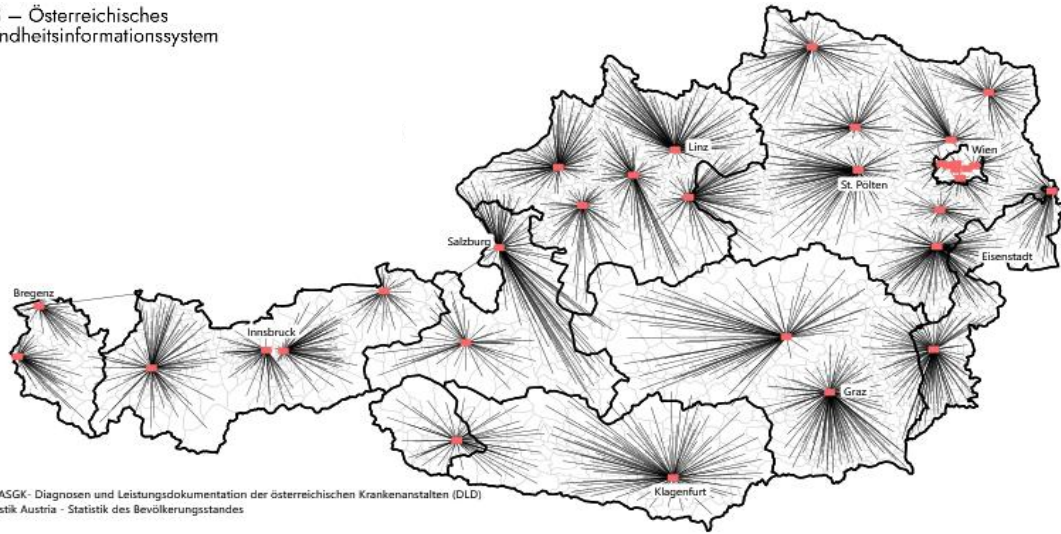 – Österreichisches
ndheitsinformationssystem
Linz
Wien
St. Pölten
Salzburg
Eisenstadt
Bregenz
Innsbruck
Graz
Klagenfurt
ASGK- Diagnosen und Leistungsdokumentation der österreichischen Krankenanstalten (DLD)
stik Austria - Statistik des Bevölkerungsstandes